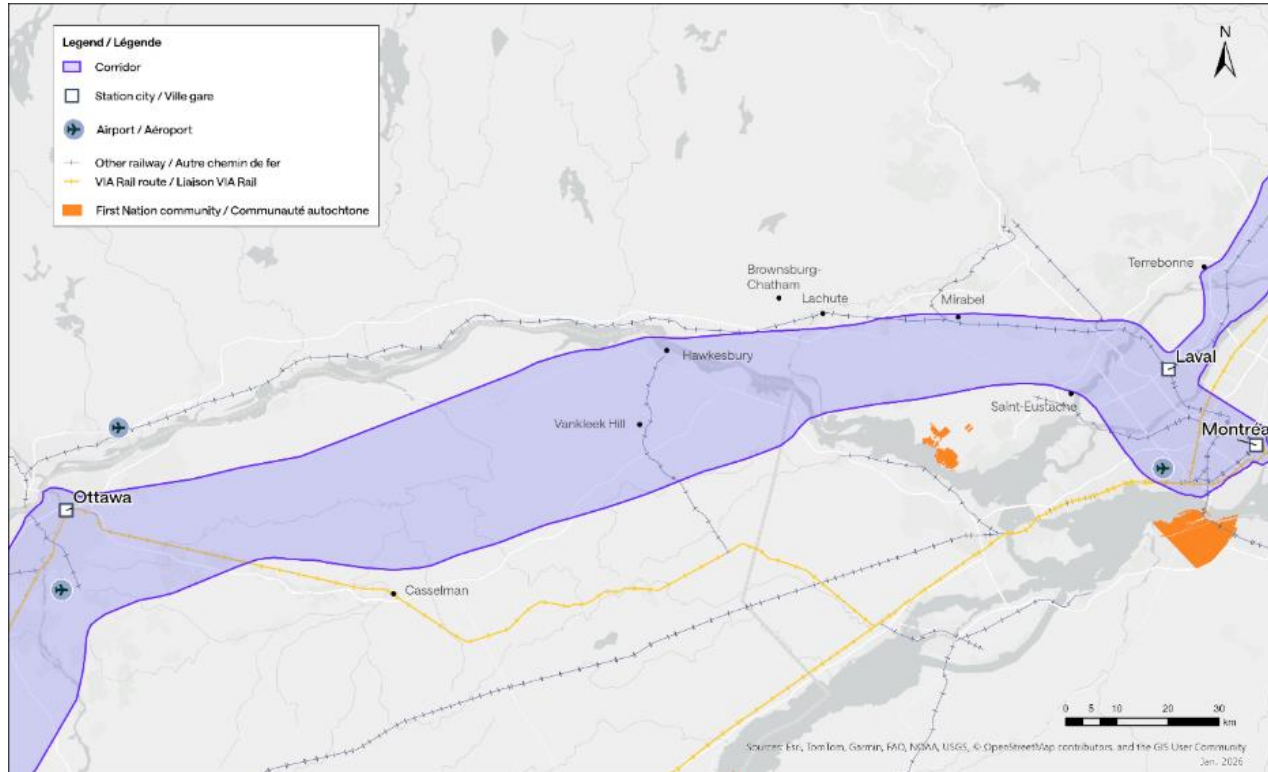 Legend / Légende
Corridor
Station city / Ville gare
Airport / Aéroport
Other railway / Autre chemin de fer
VIA Rail route / Liaison VIA Rail
First Nation community / Communauté autochtone
N
Terrebonne
Brownsburg-
Chatham
Lachute
Mirabel
Hawkesbury
Laval
Saint-Eustache
Vankleek Hill
Montréa
Ottawa
Casselman
0 5 10 20 30
km
Sources: Esri, TomTom, Garmin, FAO, NOAA, USGS, © OpenStreetMap contributors, and the GIS User Community
Jan. 2026